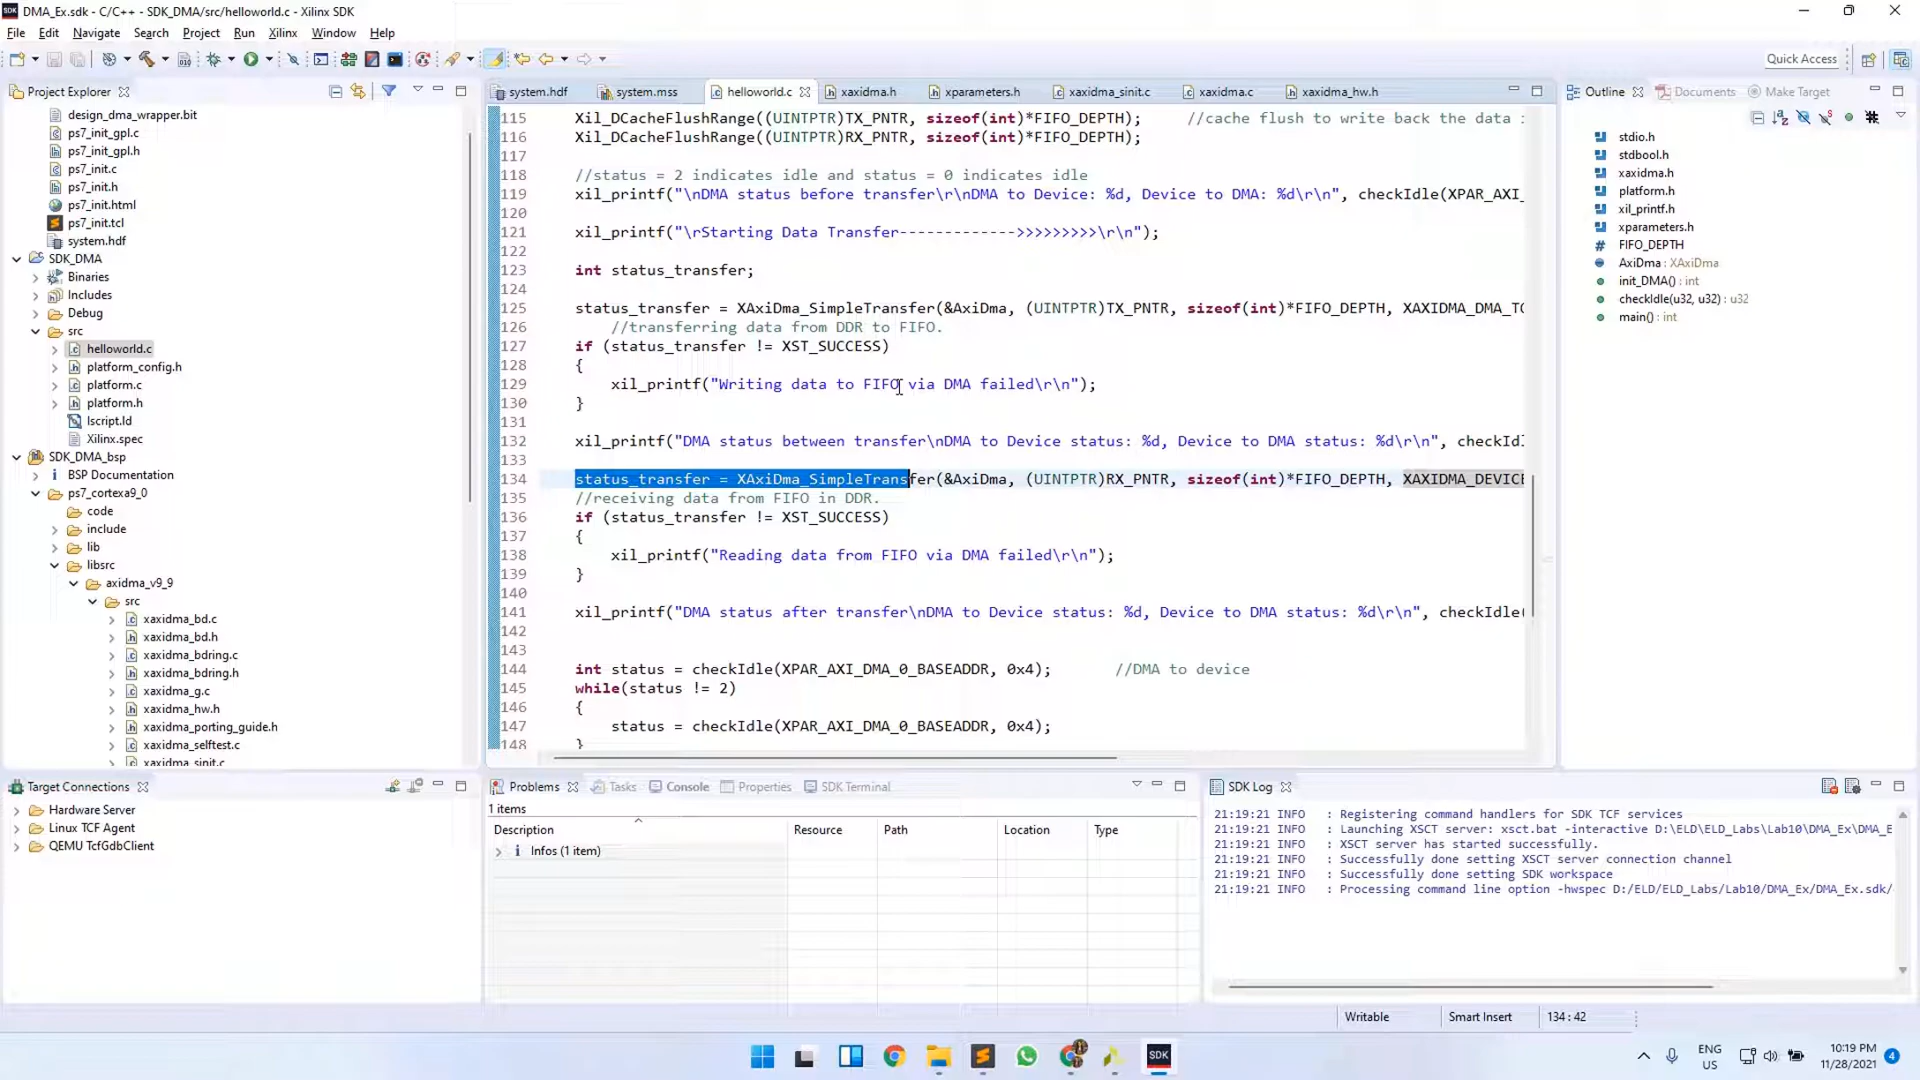 DMA_Ex.sdk - C/C++ - SDK_DMA/src/helloworld.c - Xilinx SDK
File Edit Navigate Search Project Run Xilinx Window Help
Quick Access
Project Explorer
design_dma_wrapper.bit
ps7_init_gpl.c
ps7_init_gpl.h
ps7_init.c
ps7_init.h
ps7_init.html
ps7_init.tcl
system.hdf
SDK_DMA
Binaries
Includes
Debug
src
helloworld.c
platform_config.h
platform.c
platform.h
lscript.ld
Xilinx.spec
SDK_DMA_bsp
BSP Documentation
ps7_cortexa9_0
code
include
lib
libsrc
axidma_v9_9
src
xaxidma_bd.c
xaxidma_bd.h
xaxidma_bdring.c
xaxidma_bdring.h
xaxidma_g.c
xaxidma_hw.h
xaxidma_porting_guide.h
xaxidma_selftest.c
xaxidma_sinit.c
system.hdf system.mss helloworld.c xaxidma.h xparameters.h xaxidma_sinit.c xaxidma.c xaxidma_hw.h
115 Xil_DCacheFlushRange((UINTPTR)TX_PNTR, sizeof(int)*FIFO_DEPTH); //cache flush to write back the data i
116 Xil_DCacheFlushRange((UINTPTR)RX_PNTR, sizeof(int)*FIFO_DEPTH);
117
118 //status = 2 indicates idle and status = 0 indicates idle
119 xil_printf("\nDMA status before transfer\r\nDMA to Device: %d, Device to DMA: %d\r\n", checkIdle(XPAR_AXI_
120
121 xil_printf("\rStarting Data Transfer------------->>>>>>>>>\r\n");
122
123 int status_transfer;
124
125 status_transfer = XAxiDma_SimpleTransfer(&AxiDma, (UINTPTR)TX_PNTR, sizeof(int)*FIFO_DEPTH, XAXIDMA_DMA_TO
126 //transferring data from DDR to FIFO.
127 if (status_transfer != XST_SUCCESS)
128 {
129 xil_printf("Writing data to FIFO via DMA failed\r\n");
130 }
131
132 xil_printf("DMA status between transfer\nDMA to Device status: %d, Device to DMA status: %d\r\n", checkId
133
134 status_transfer = XAxiDma_SimpleTransfer(&AxiDma, (UINTPTR)RX_PNTR, sizeof(int)*FIFO_DEPTH, XAXIDMA_DEVICE
135 //receiving data from FIFO in DDR.
136 if (status_transfer != XST_SUCCESS)
137 {
138 xil_printf("Reading data from FIFO via DMA failed\r\n");
139 }
140
141 xil_printf("DMA status after transfer\nDMA to Device status: %d, Device to DMA status: %d\r\n", checkIdle(
142
143
144 int status = checkIdle(XPAR_AXI_DMA_0_BASEADDR, 0x4); //DMA to device
145 while(status != 2)
146 {
147 status = checkIdle(XPAR_AXI_DMA_0_BASEADDR, 0x4);
148 }
Outline Documents Make Target
stdio.h
stdbool.h
xaxidma.h
platform.h
xil_printf.h
xparameters.h
FIFO_DEPTH
AxiDma : XAxiDma
init_DMA() : int
checkIdle(u32, u32) : u32
main() : int
Target Connections
Hardware Server
Linux TCF Agent
QEMU TcfGdbClient
Problems Tasks Console Properties SDK Terminal
1 items
Description Resource Path Location Type
Infos (1 item)
SDK Log
21:19:21 INFO : Registering command handlers for SDK TCF services
21:19:21 INFO : Launching XSCT server: xsct.bat -interactive D:\ELD\ELD_Labs\Lab10\DMA_Ex\DMA_E
21:19:21 INFO : XSCT server has started successfully.
21:19:21 INFO : Successfully done setting XSCT server connection channel
21:19:21 INFO : Successfully done setting SDK workspace
21:19:21 INFO : Processing command line option -hwspec D:/ELD/ELD_Labs/Lab10/DMA_Ex/DMA_Ex.sdk/
Writable Smart Insert 134 : 42
SDK
ENG
US
10:19 PM
11/28/2021
4